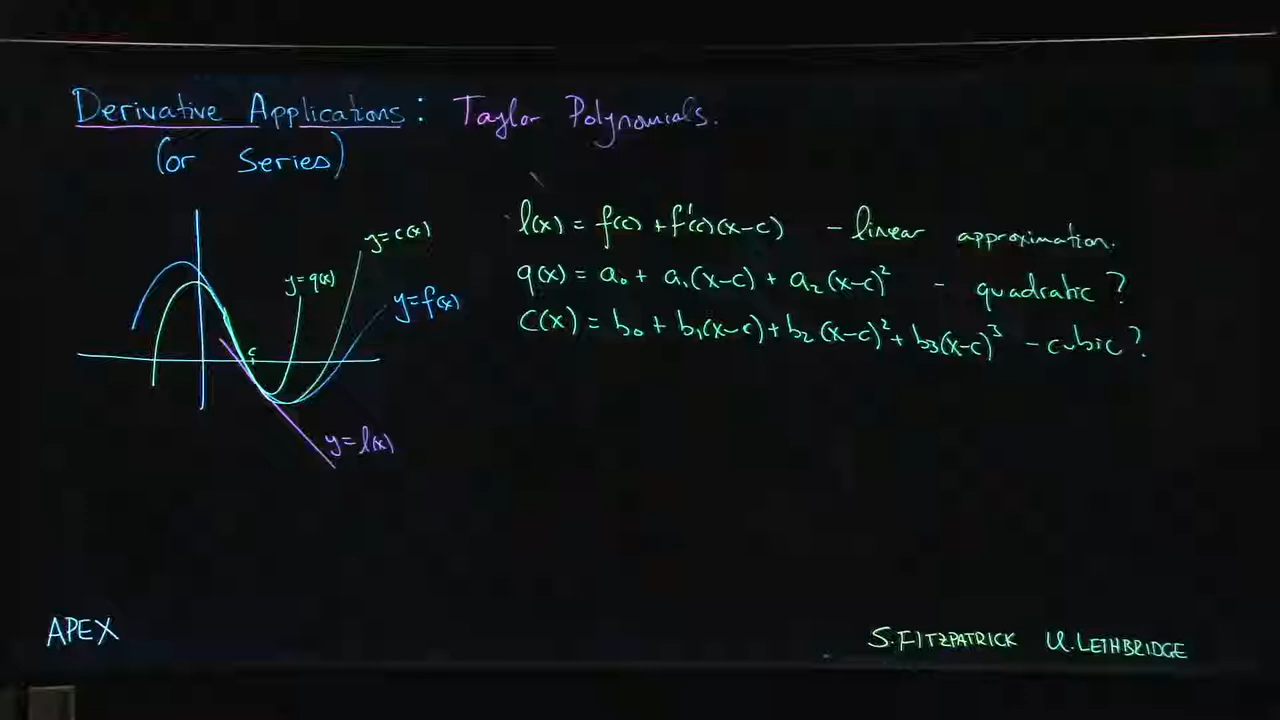 Derivative Applications: Taylor Polynomials.
(or Series)
l(x) = f(c) + f'(c)(x-c) - linear approximation.
q(x) = a₀ + a₁(x-c) + a₂(x-c)² - quadratic?
c(x) = b₀ + b₁(x-c) + b₂(x-c)² + b₃(x-c)³ - cubic?
y=c(x)
y=q(x)
y=f(x)
c
y=l(x)
APEX
S. FITZPATRICK U. LETHBRIDGE